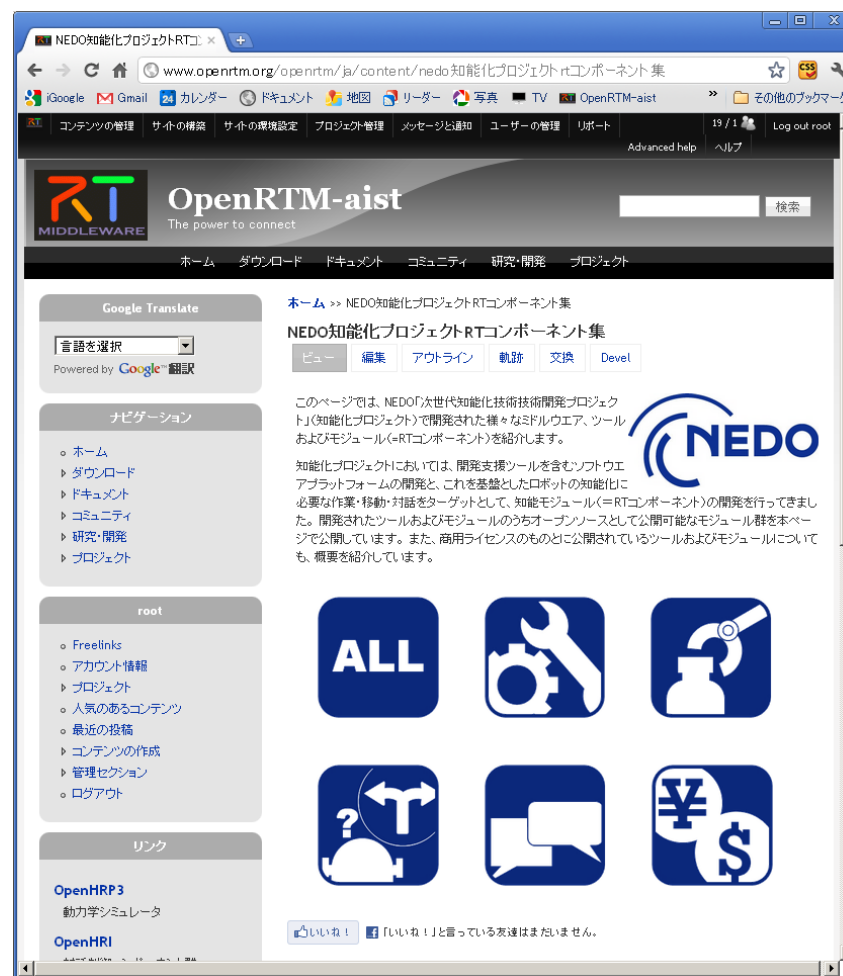 NEDO知能化プロジェクトRTコ
www.openrtm.org/openrtm/ja/content/nedo知能化プロジェクトrtコンポーネント集
iGoogle Gmail 24 カレンダー ドキュメント 地図 リーダー 写真 TV OpenRTM-aist » その他のブックマーク
RT コンテンツの管理 サイトの構築 サイトの環境設定 プロジェクト管理 メッセージと通知 ユーザーの管理 リポート 19 / 1 Log out root
Advanced help ヘルプ
RT
MIDDLEWARE
OpenRTM-aist
The power to connect
検索
ホーム ダウンロード ドキュメント コミュニティ 研究・開発 プロジェクト
Google Translate
言語を選択
Powered by Google™ 翻訳
ナビゲーション
ホーム
ダウンロード
ドキュメント
コミュニティ
研究・開発
プロジェクト
root
Freelinks
アカウント情報
プロジェクト
人気のあるコンテンツ
最近の投稿
コンテンツの作成
管理セクション
ログアウト
リンク
OpenHRP3
動力学シミュレータ
OpenHRI
ホーム >> NEDO知能化プロジェクトRTコンポーネント集
NEDO知能化プロジェクトRTコンポーネント集
ビュー 編集 アウトライン 軌跡 交換 Devel
このページでは、NEDO「次世代知能化技術技術開発プロジェク
ト」(知能化プロジェクト)で開発された様々なミドルウエア、ツール
およびモジュール(=RTコンポーネント)を紹介します。
NEDO
知能化プロジェクトにおいては、開発支援ツールを含むソフトウエ
アプラットフォームの開発と、これを基盤としたロボットの知能化に
必要な作業・移動・対話をターゲットとして、知能モジュール(=RTコンポーネント)の開発を行ってきまし
た。開発されたツールおよびモジュールのうちオープンソースとして公開可能なモジュール群を本ペー
ジで公開しています。また、商用ライセンスのものとに公開されているツールおよびモジュールについて
も、概要を紹介しています。
ALL
?
¥
$
いいね!
「いいね!」と言っている友達はまだいません。